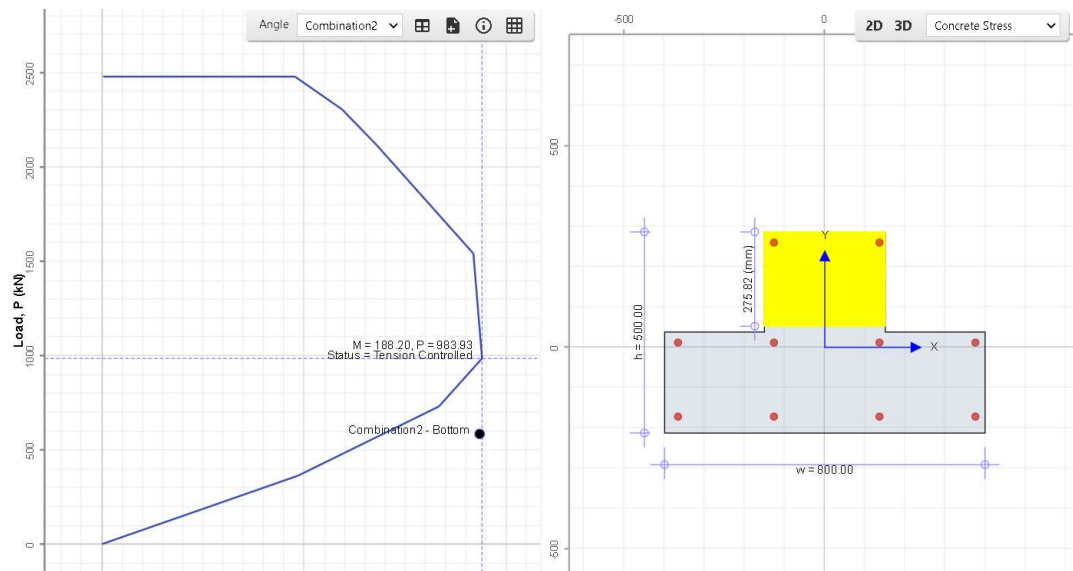 Angle
Combination2
2500
2000
1500
1000
500
0
Load, P (kN)
M = 188.20, P = 983.93
Status = Tension Controlled
Combination2 - Bottom
-500
0
2D
3D
Concrete Stress
500
0
-500
h = 500.00
275.82 (mm)
Y
X
w = 800.00